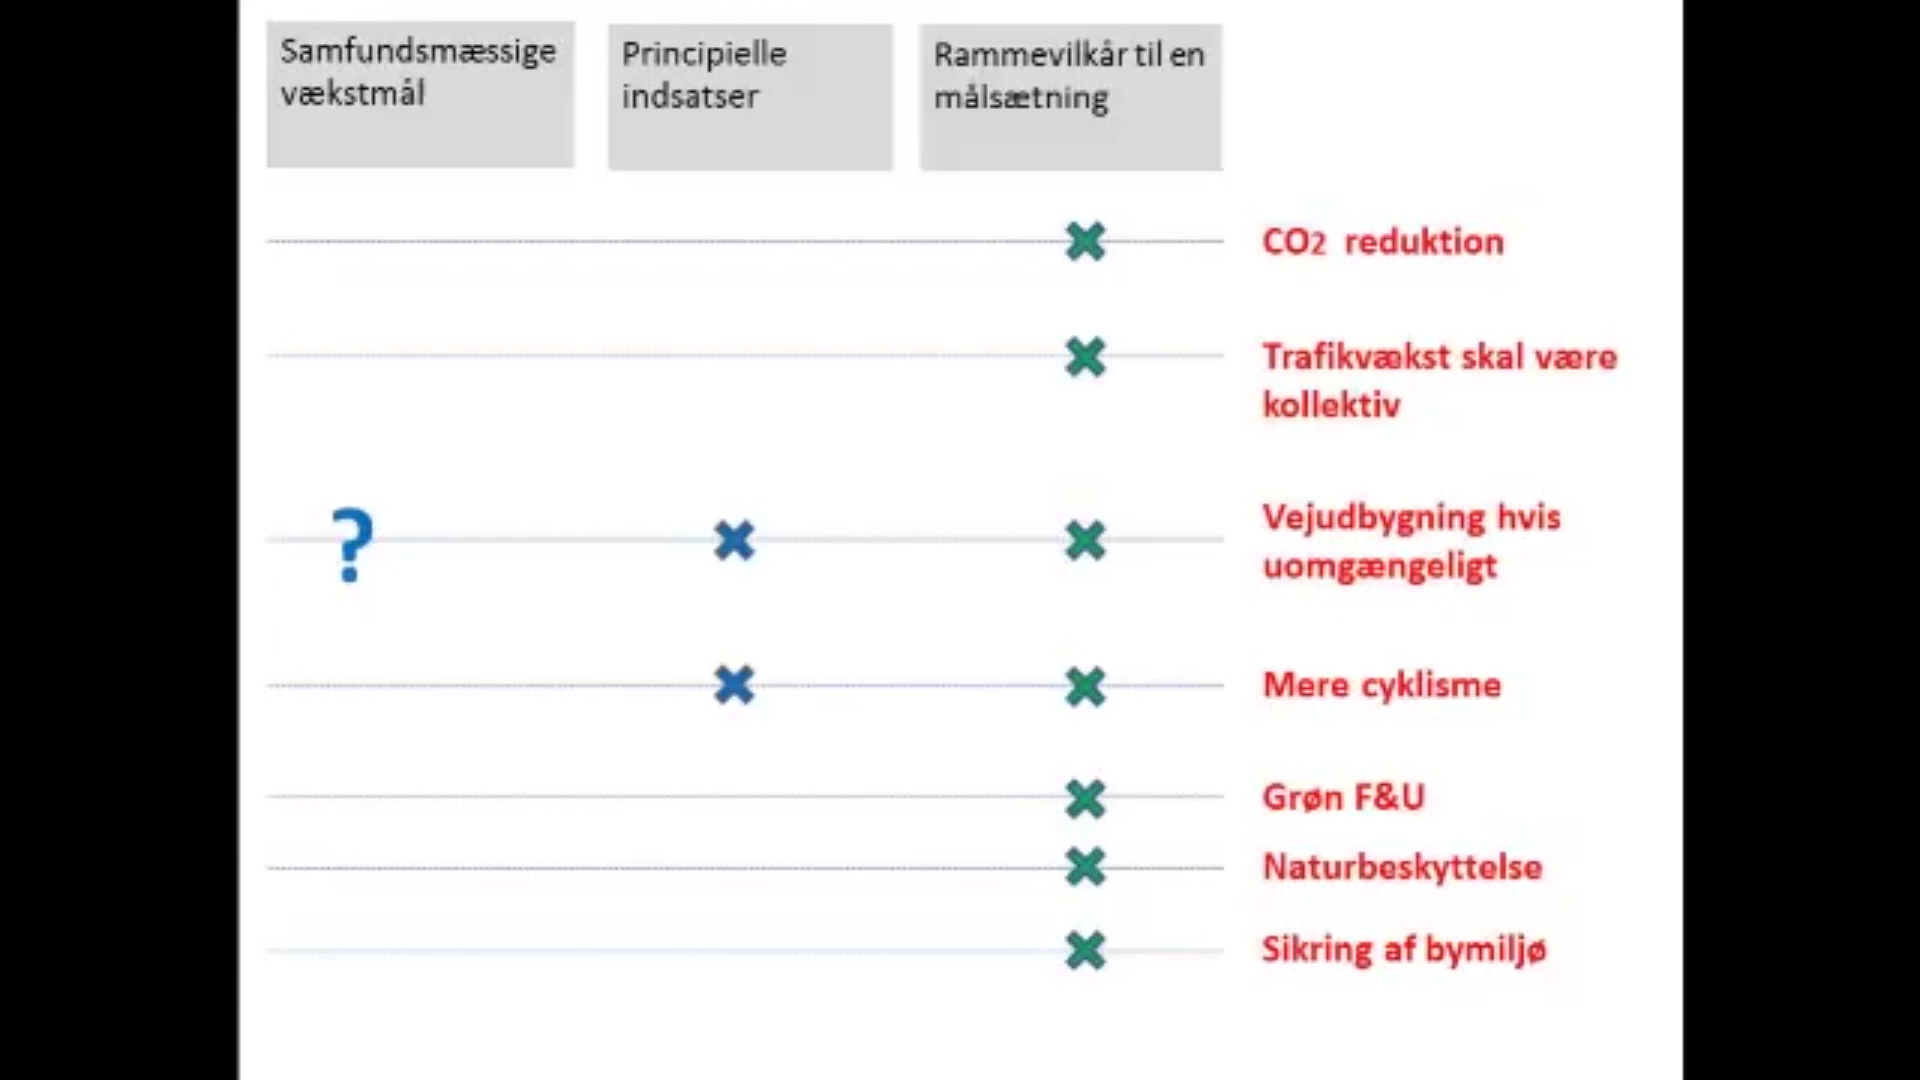 Samfundsmæssige
vækstmål
Principielle
indsatser
Rammevilkår til en
målsætning
CO2 reduktion
Trafikvækst skal være
kollektiv
?
Vejudbygning hvis
uomgængeligt
Mere cyklisme
Grøn F&U
Naturbeskyttelse
Sikring af bymiljø